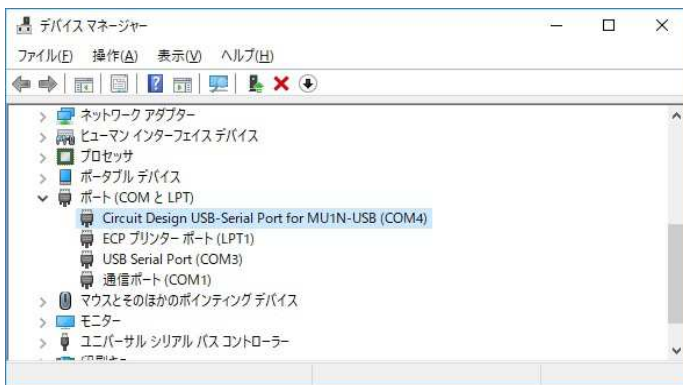 デバイス マネージャー
ファイル(F) 操作(A) 表示(V) ヘルプ(H)
ネットワーク アダプター
ヒューマン インターフェイス デバイス
プロセッサ
ポータブル デバイス
ポート (COM と LPT)
Circuit Design USB-Serial Port for MU1N-USB (COM4)
ECP プリンター ポート (LPT1)
USB Serial Port (COM3)
通信ポート (COM1)
マウスとそのほかのポインティング デバイス
モニター
ユニバーサル シリアル バス コントローラー